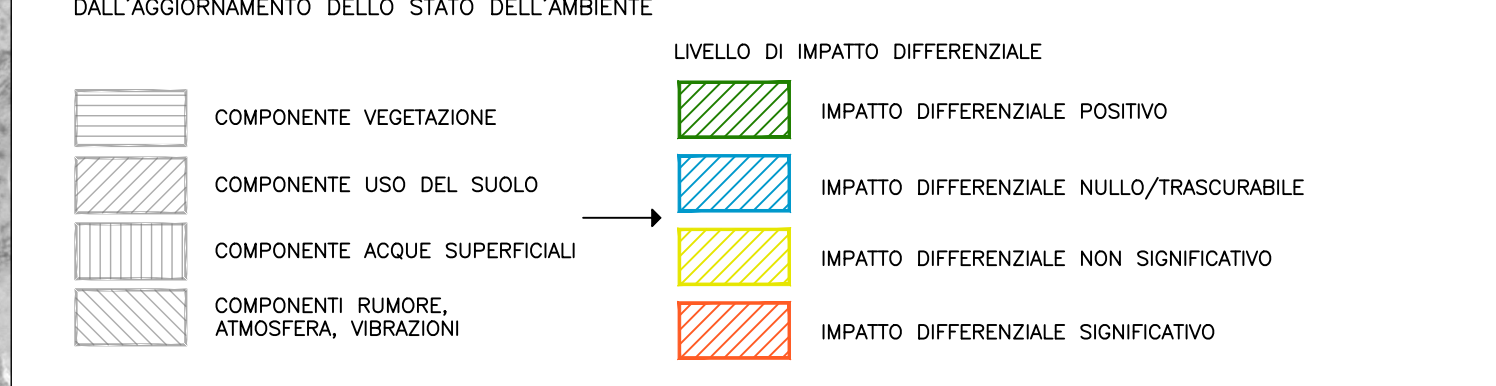 DALL'AGGIORNAMENTO DELLO STATO DELL'AMBIENTE
COMPONENTE VEGETAZIONE
COMPONENTE USO DEL SUOLO
COMPONENTE ACQUE SUPERFICIALI
COMPONENTI RUMORE,
ATMOSFERA, VIBRAZIONI
LIVELLO DI IMPATTO DIFFERENZIALE
IMPATTO DIFFERENZIALE POSITIVO
IMPATTO DIFFERENZIALE NULLO/TRASCURABILE
IMPATTO DIFFERENZIALE NON SIGNIFICATIVO
IMPATTO DIFFERENZIALE SIGNIFICATIVO